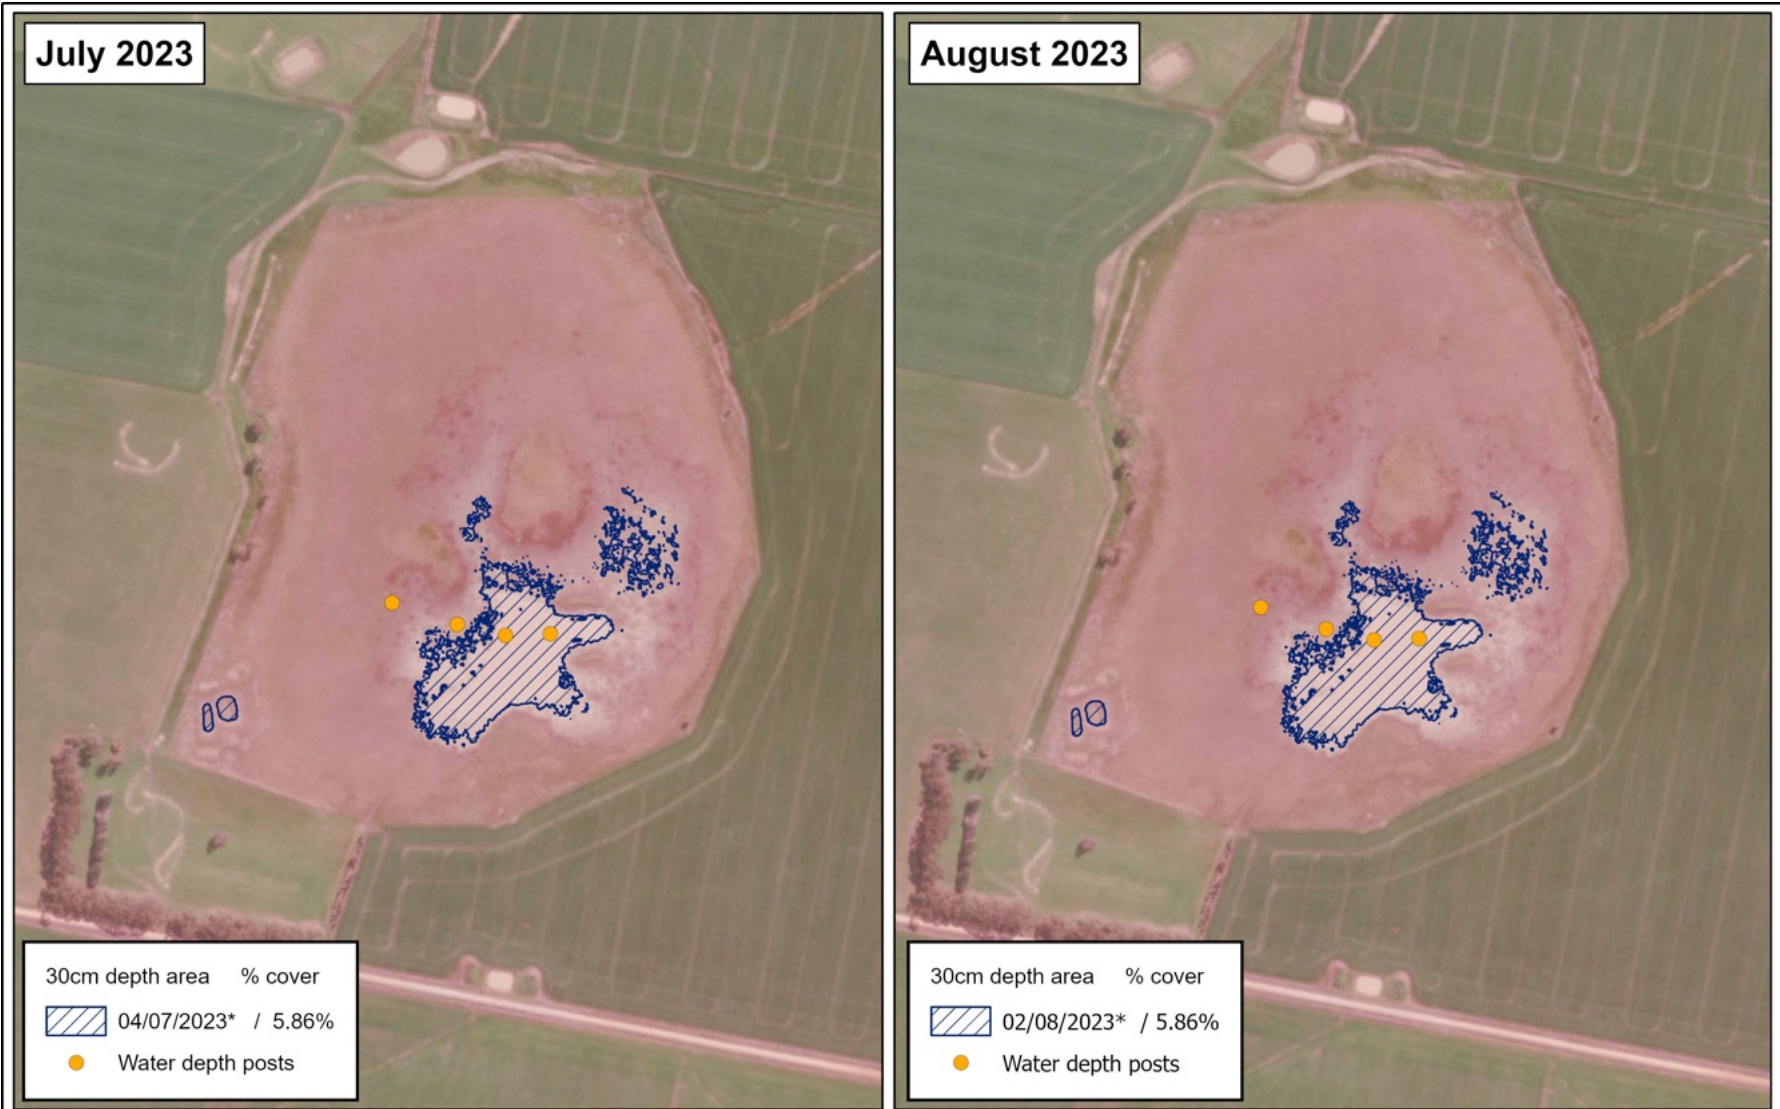 July 2023
30cm depth area % cover
04/07/2023* / 5.86%
Water depth posts
August 2023
30cm depth area % cover
02/08/2023* / 5.86%
Water depth posts